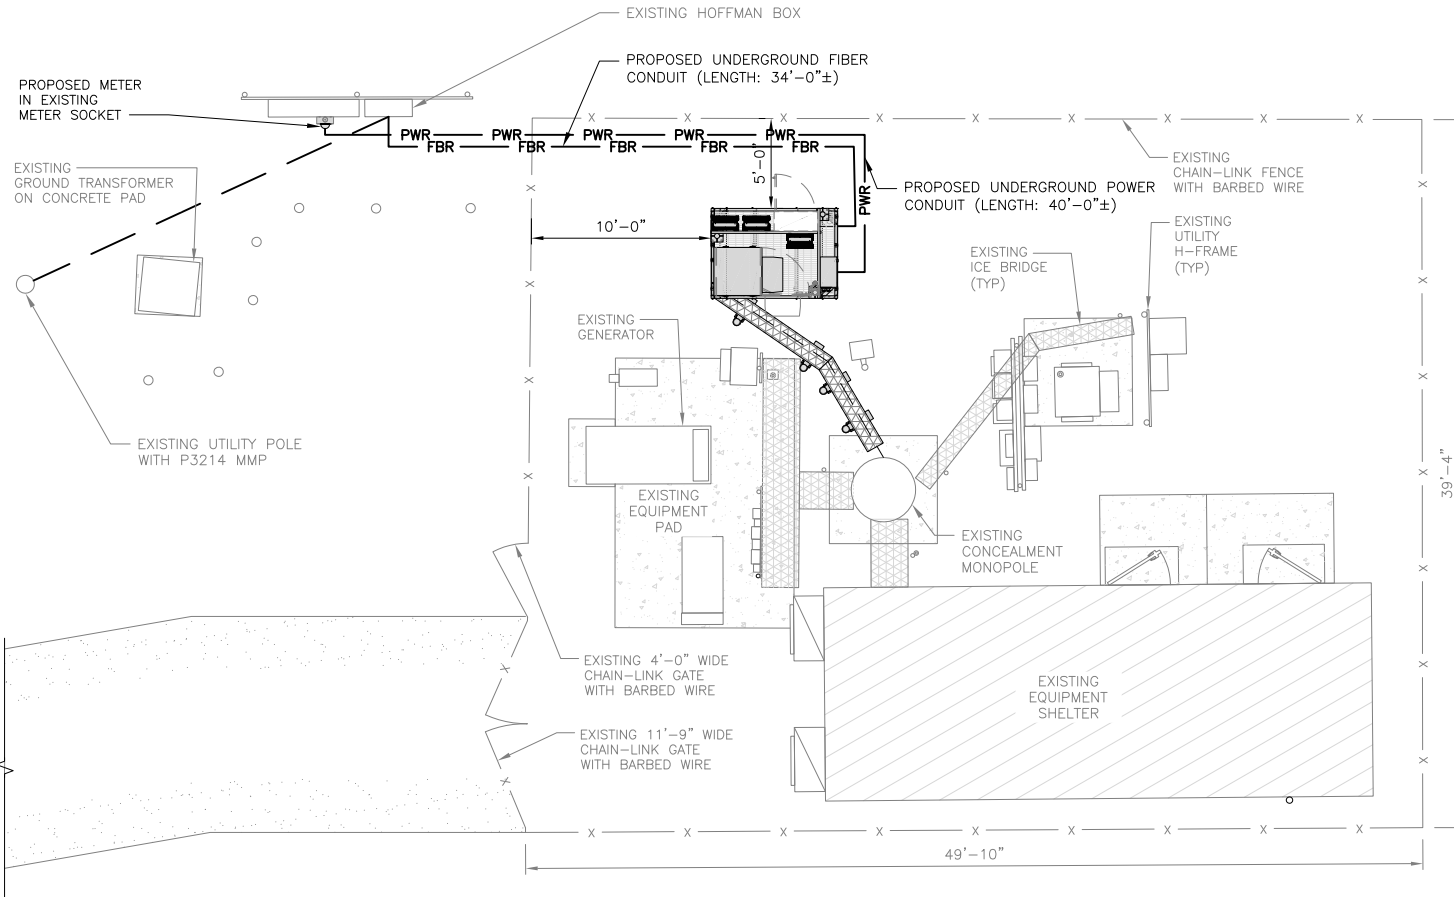 EXISTING HOFFMAN BOX
PROPOSED UNDERGROUND FIBER
CONDUIT (LENGTH: 34'-0"±)
PROPOSED METER
IN EXISTING
METER SOCKET
X X X X X X X X X
PWR PWR PWR PWR PWR
FBR FBR FBR FBR FBR
EXISTING
GROUND TRANSFORMER
ON CONCRETE PAD
5'-0"
PWR
EXISTING
CHAIN-LINK FENCE
WITH BARBED WIRE
PROPOSED UNDERGROUND POWER
CONDUIT (LENGTH: 40'-0"±)
X
X
10'-0"
EXISTING
UTILITY
H-FRAME
(TYP)
EXISTING
ICE BRIDGE
(TYP)
X
X
EXISTING
GENERATOR
X
X
EXISTING UTILITY POLE
WITH P3214 MMP
X
X
39'-4"
EXISTING
EQUIPMENT
PAD
EXISTING
CONCEALMENT
MONOPOLE
X
EXISTING 4'-0" WIDE
CHAIN-LINK GATE
WITH BARBED WIRE
X
X
EXISTING
EQUIPMENT
SHELTER
EXISTING 11'-9" WIDE
CHAIN-LINK GATE
WITH BARBED WIRE
X
X
X X X X X X X X X
49'-10"